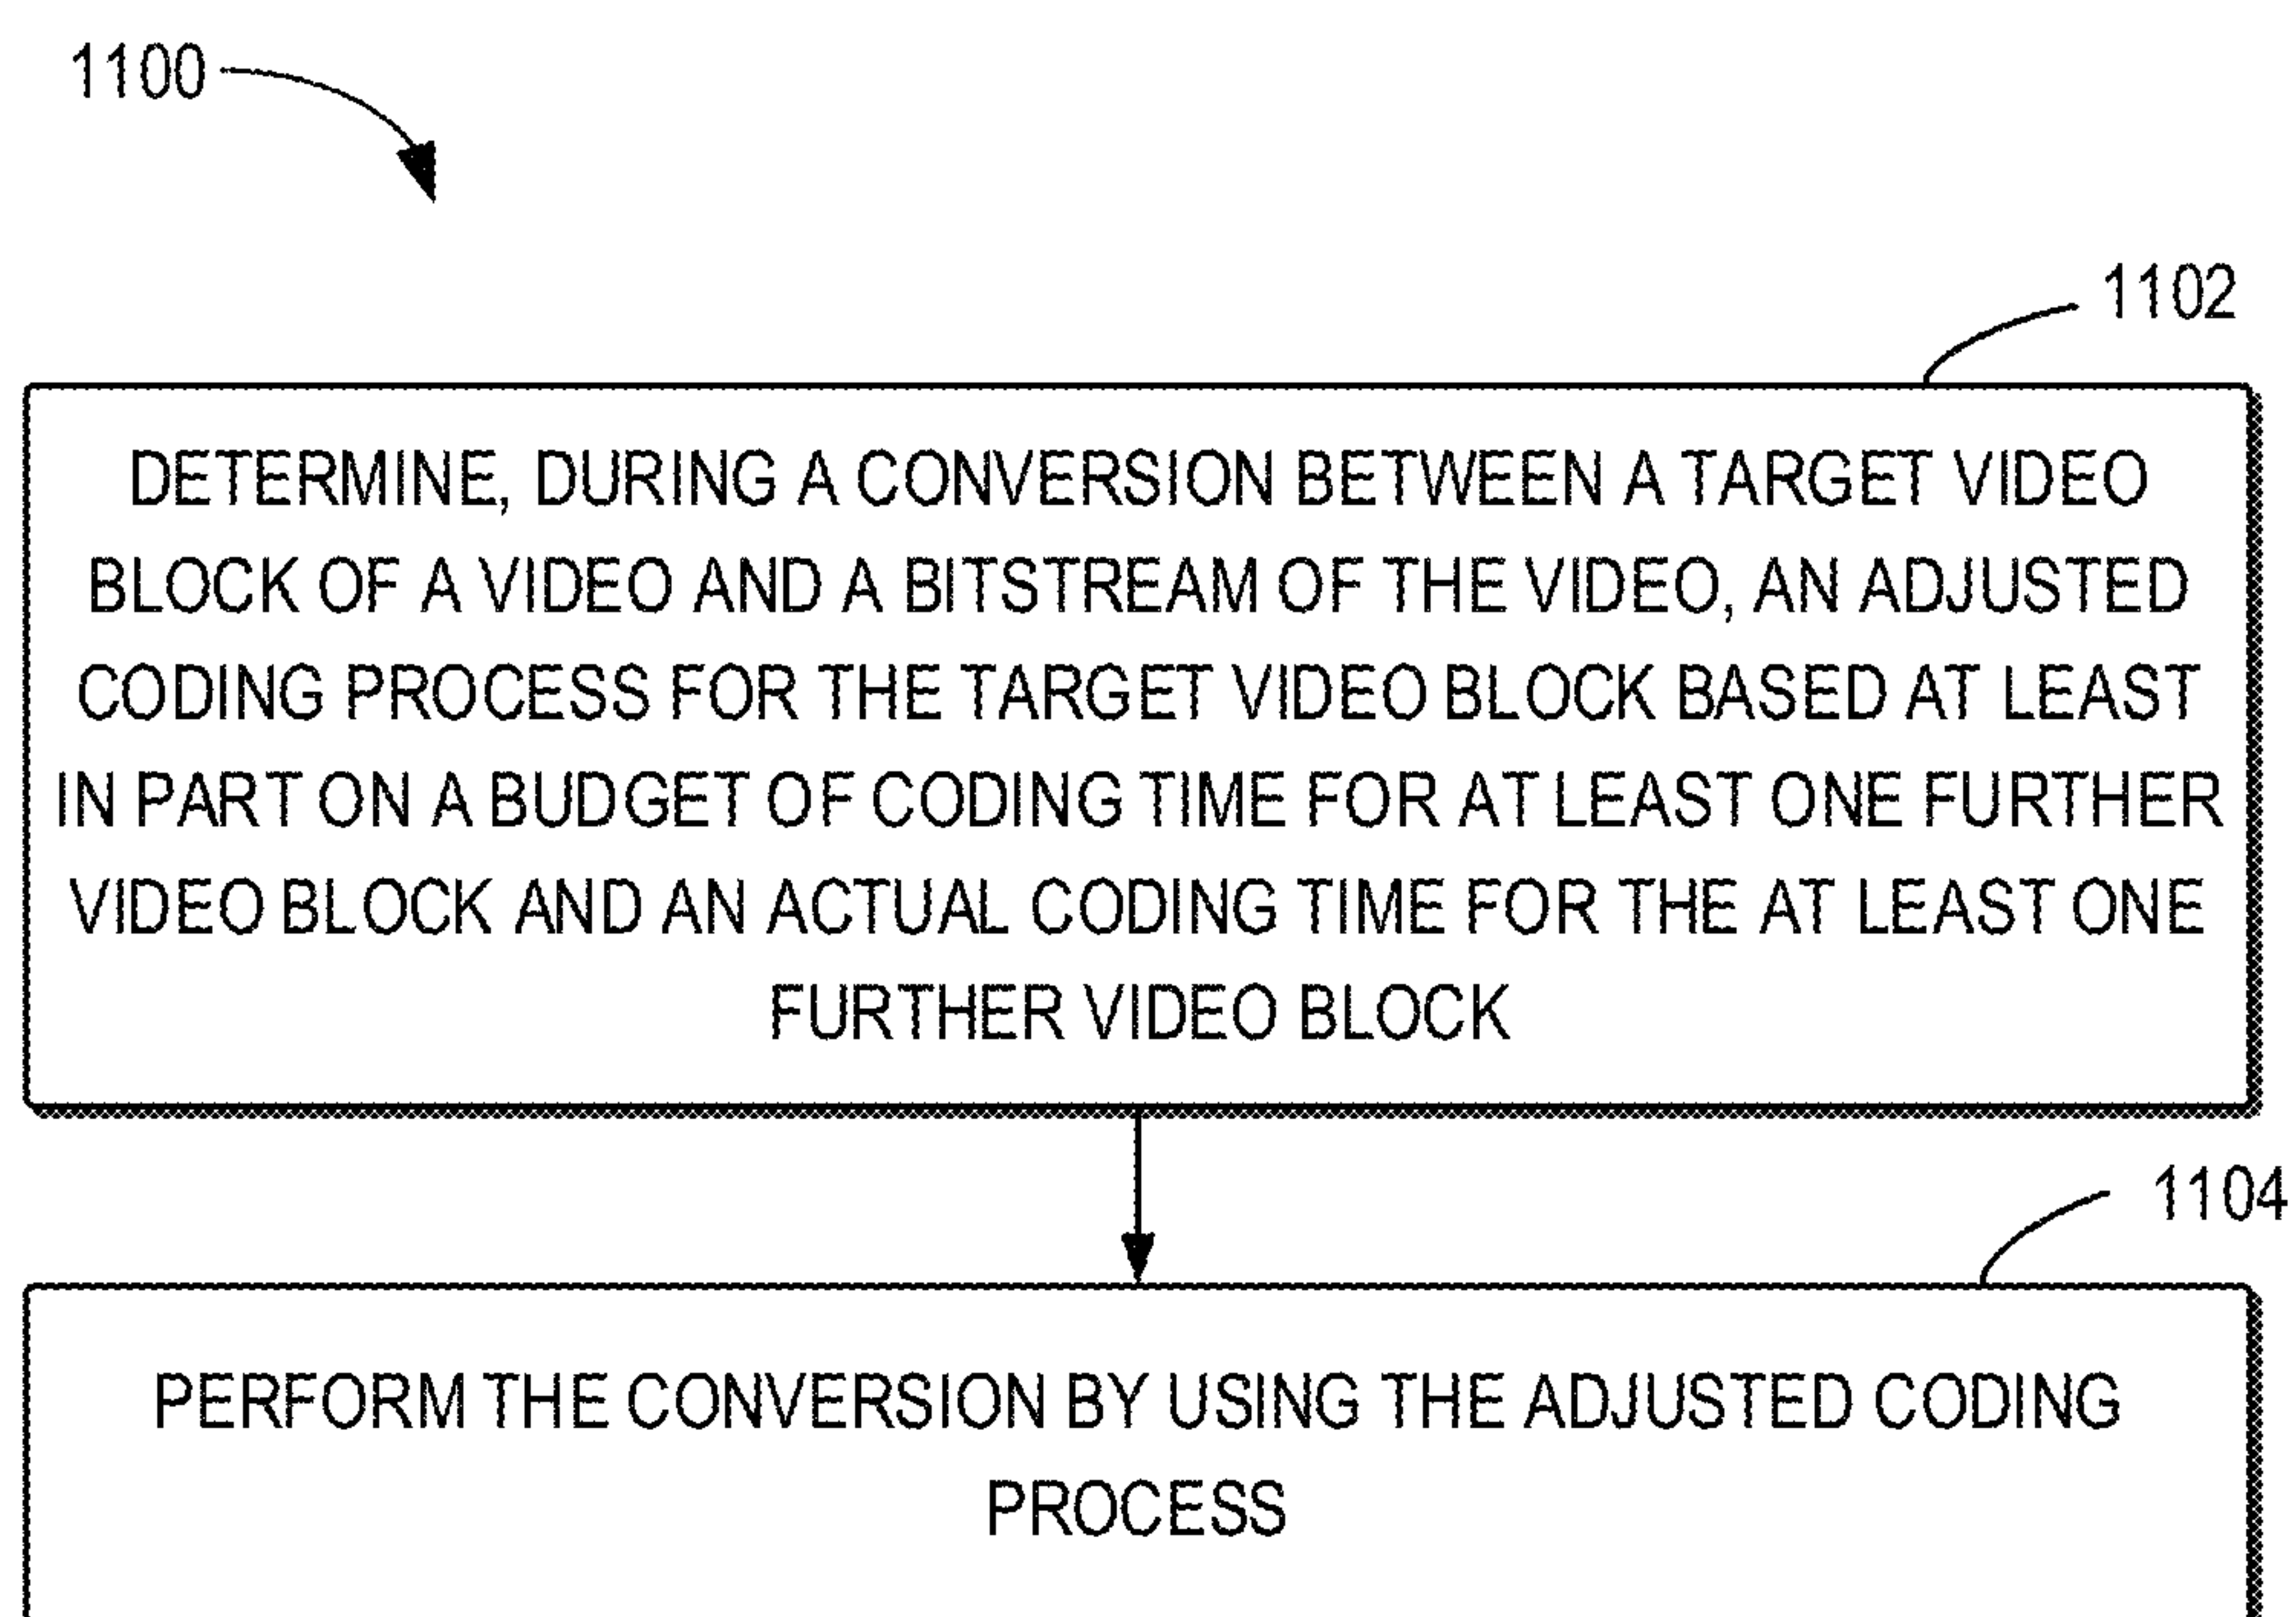 1100
1102
DETERMINE, DURING A CONVERSION BETWEEN A TARGET VIDEO
BLOCK OF A VIDEO AND A BITSTREAM OF THE VIDEO, AN ADJUSTED
CODING PROCESS FOR THE TARGET VIDEO BLOCK BASED AT LEAST
IN PART ON A BUDGET OF CODING TIME FOR AT LEAST ONE FURTHER
VIDEO BLOCK AND AN ACTUAL CODING TIME FOR THE AT LEAST ONE
FURTHER VIDEO BLOCK
1104
PERFORM THE CONVERSION BY USING THE ADJUSTED CODING
PROCESS